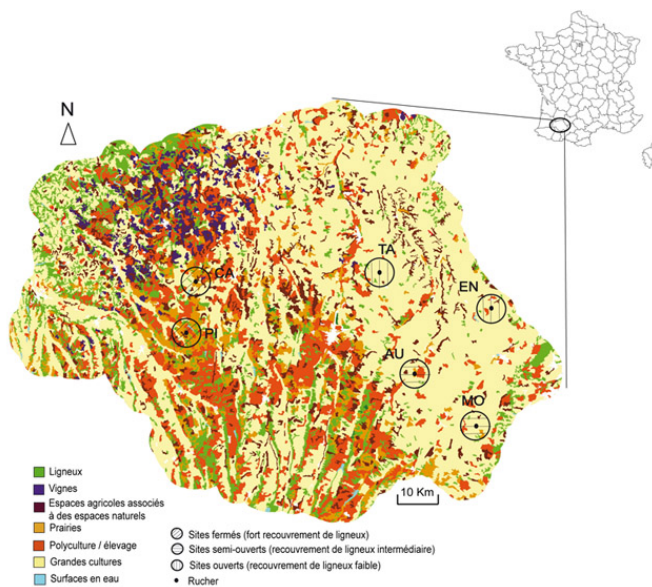 N
CA
TA
EN
PI
AU
MO
10 Km
Ligneux
Vignes
Espaces agricoles associés
à des espaces naturels
Prairies
Polyculture / élevage
Grandes cultures
Surfaces en eau
Sites fermés (fort recouvrement de ligneux)
Sites semi-ouverts (recouvrement de ligneux intermédiaire)
Sites ouverts (recouvrement de ligneux faible)
Rucher